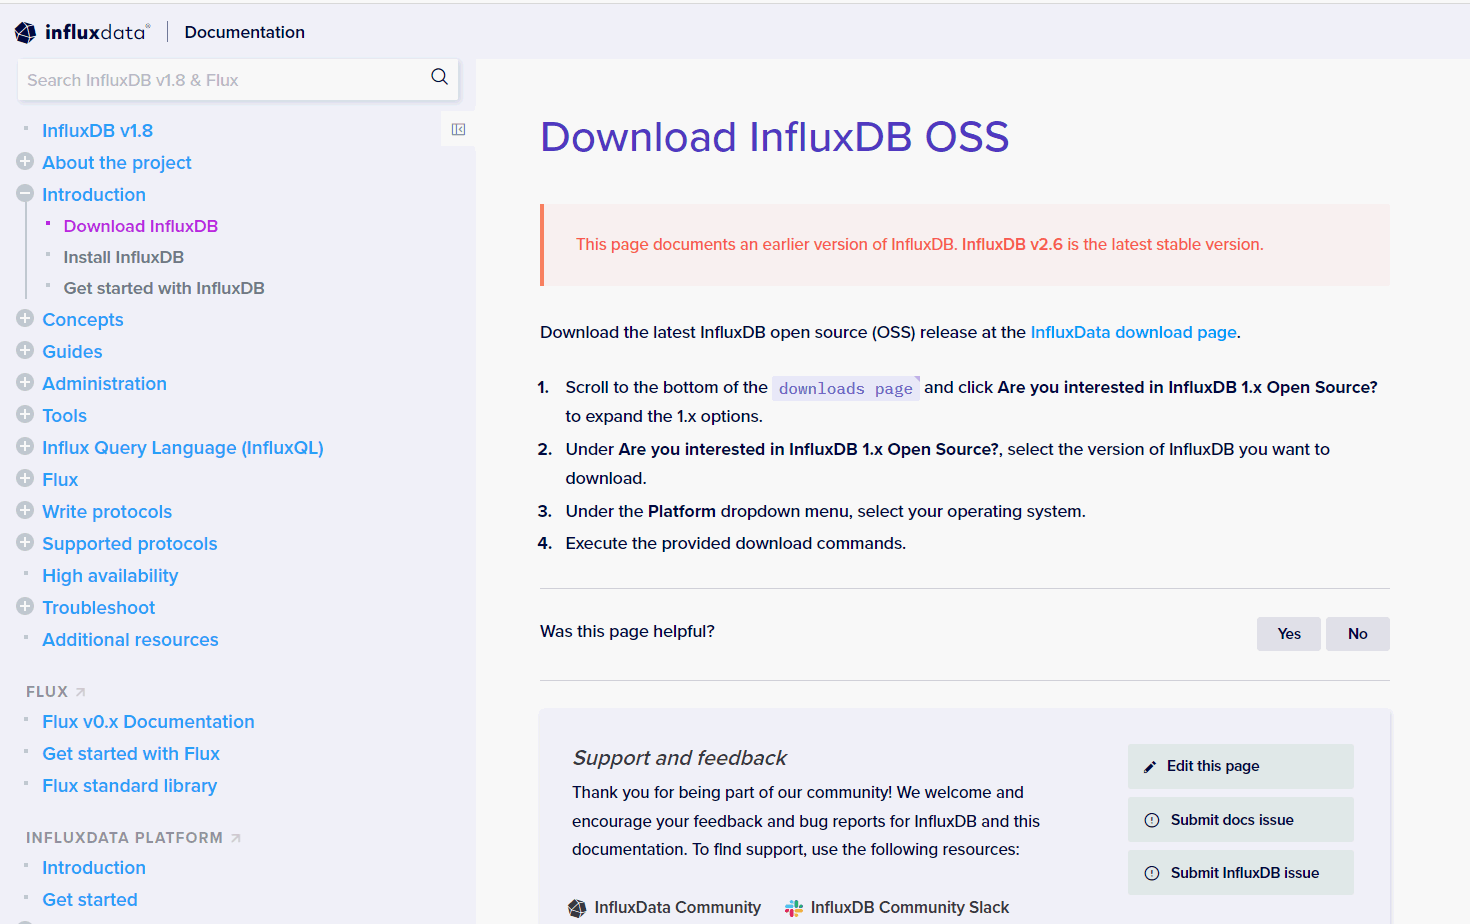 influxdata® Documentation
Search InfluxDB v1.8 & Flux
InfluxDB v1.8
About the project
Introduction
Download InfluxDB
Install InfluxDB
Get started with InfluxDB
Concepts
Guides
Administration
Tools
Influx Query Language (InfluxQL)
Flux
Write protocols
Supported protocols
High availability
Troubleshoot
Additional resources
FLUX
Flux v0.x Documentation
Get started with Flux
Flux standard library
INFLUXDATA PLATFORM
Introduction
Get started
Download InfluxDB OSS
This page documents an earlier version of InfluxDB. InfluxDB v2.6 is the latest stable version.
Download the latest InfluxDB open source (OSS) release at the InfluxData download page.
1. Scroll to the bottom of the downloads page and click Are you interested in InfluxDB 1.x Open Source?
to expand the 1.x options.
2. Under Are you interested in InfluxDB 1.x Open Source?, select the version of InfluxDB you want to
download.
3. Under the Platform dropdown menu, select your operating system.
4. Execute the provided download commands.
Was this page helpful?
Yes
No
Support and feedback
Thank you for being part of our community! We welcome and
encourage your feedback and bug reports for InfluxDB and this
documentation. To find support, use the following resources:
InfluxData Community
InfluxDB Community Slack
Edit this page
Submit docs issue
Submit InfluxDB issue